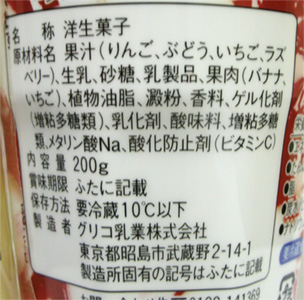 名称 洋生菓子
原材料名 果汁(りんご、ぶどう、いちご、ラズ
ベリー)、生乳、砂糖、乳製品、果肉(バナナ、
いちご)、植物油脂、澱粉、香料、ゲル化剤
(増粘多糖類)、乳化剤、酸味料、増粘多糖
類、メタリン酸Na、酸化防止剤(ビタミンC)
内容量 200g
賞味期限 ふたに記載
保存方法 要冷蔵10℃以下
製造者 グリコ乳業株式会社
東京都昭島市武蔵野2-14-1
製造所固有の記号はふたに記載